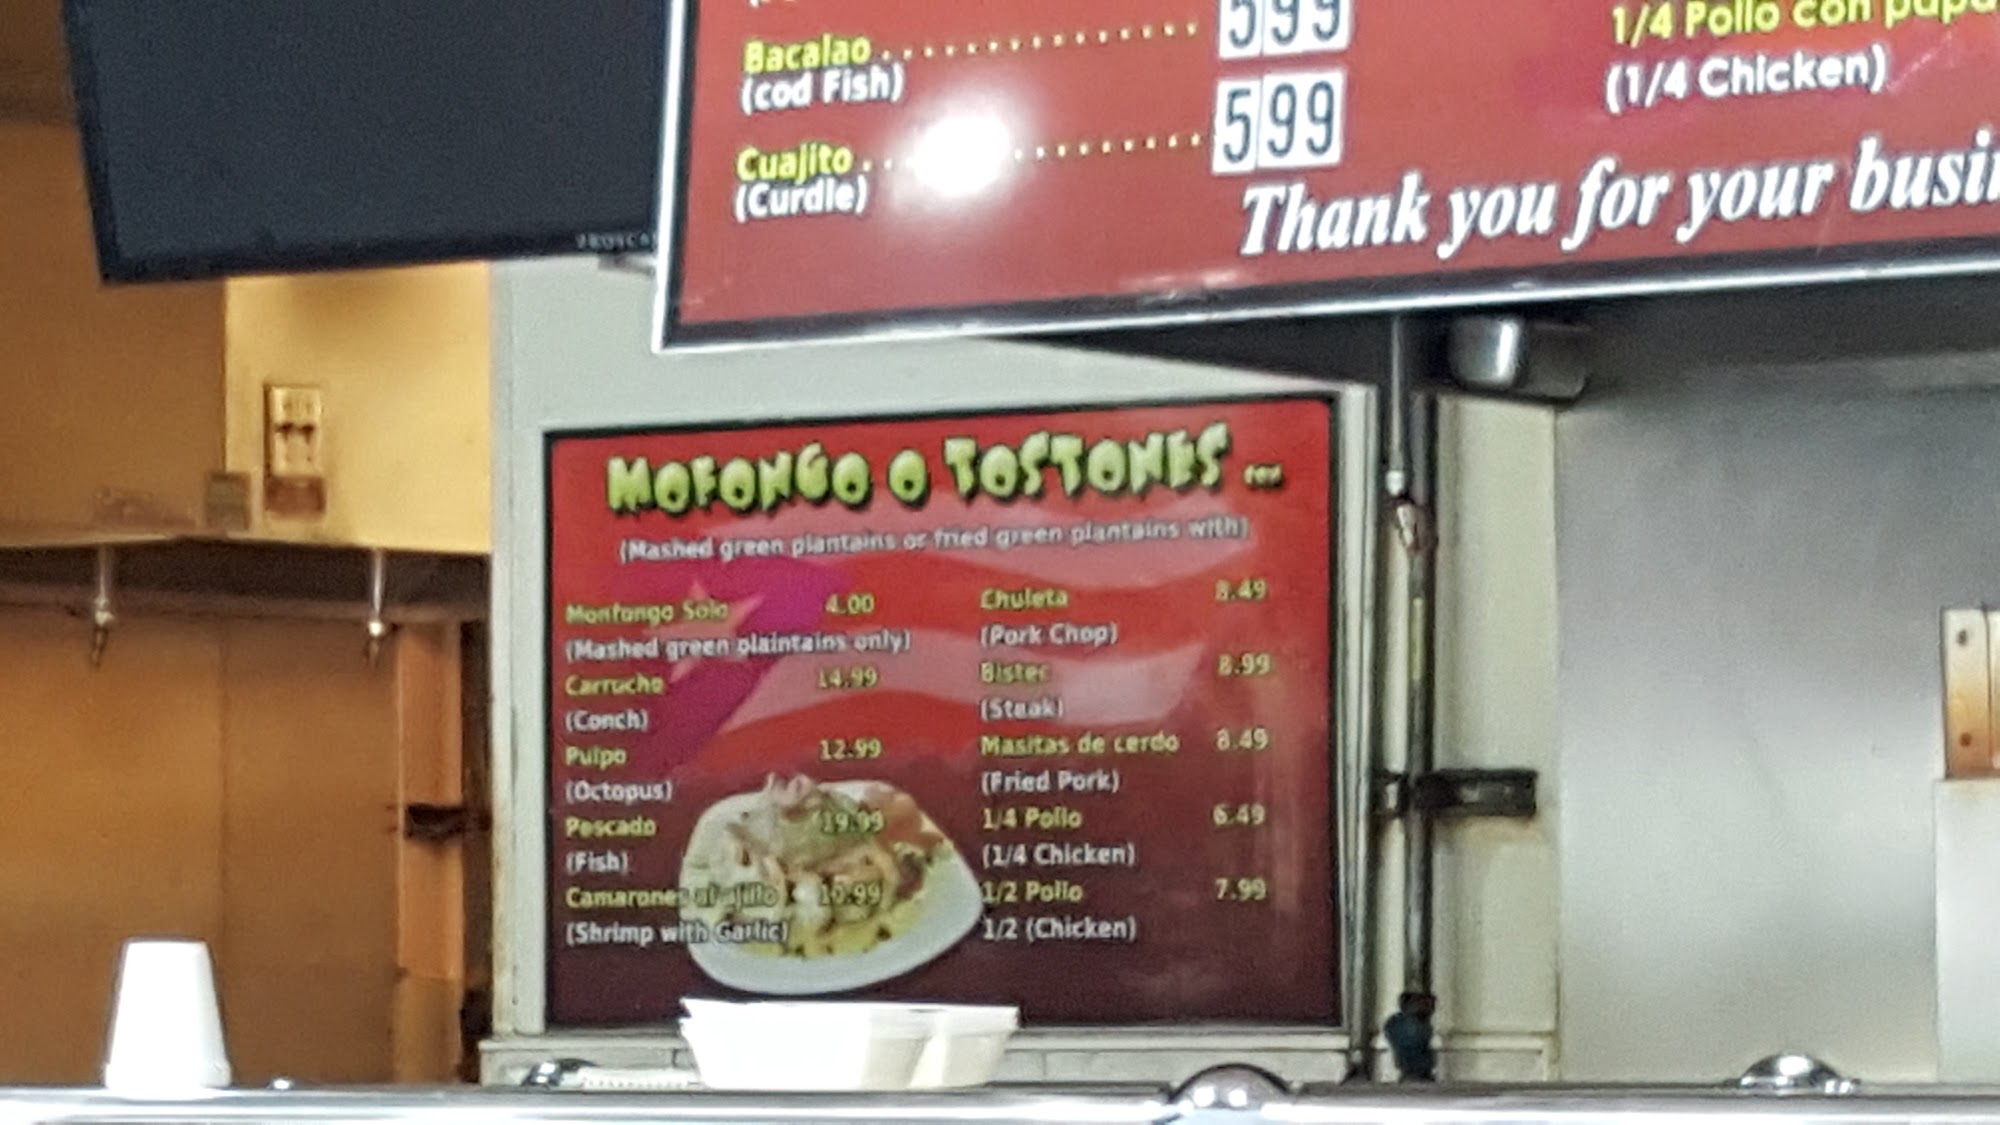 Bacalao.................. 599
(cod Fish)
Cuajito.................. 599
(Curdle)
1/4 Pollo con papa
(1/4 Chicken)
Thank you for your busi
MOFONGO O TOSTONES ...
(Mashed green plantains or fried green plantains with)
Monfongo Solo 4.00
(Mashed green plaintains only)
Carrucho 14.99
(Conch)
Pulpo 12.99
(Octopus)
Pescado 19.99
(Fish)
Camarones al ajillo 10.99
(Shrimp with Garlic)
Chuleta 8.49
(Pork Chop)
Bistec 8.99
(Steak)
Masitas de cerdo 8.49
(Fried Pork)
1/4 Pollo 6.49
(1/4 Chicken)
1/2 Pollo 7.99
1/2 (Chicken)